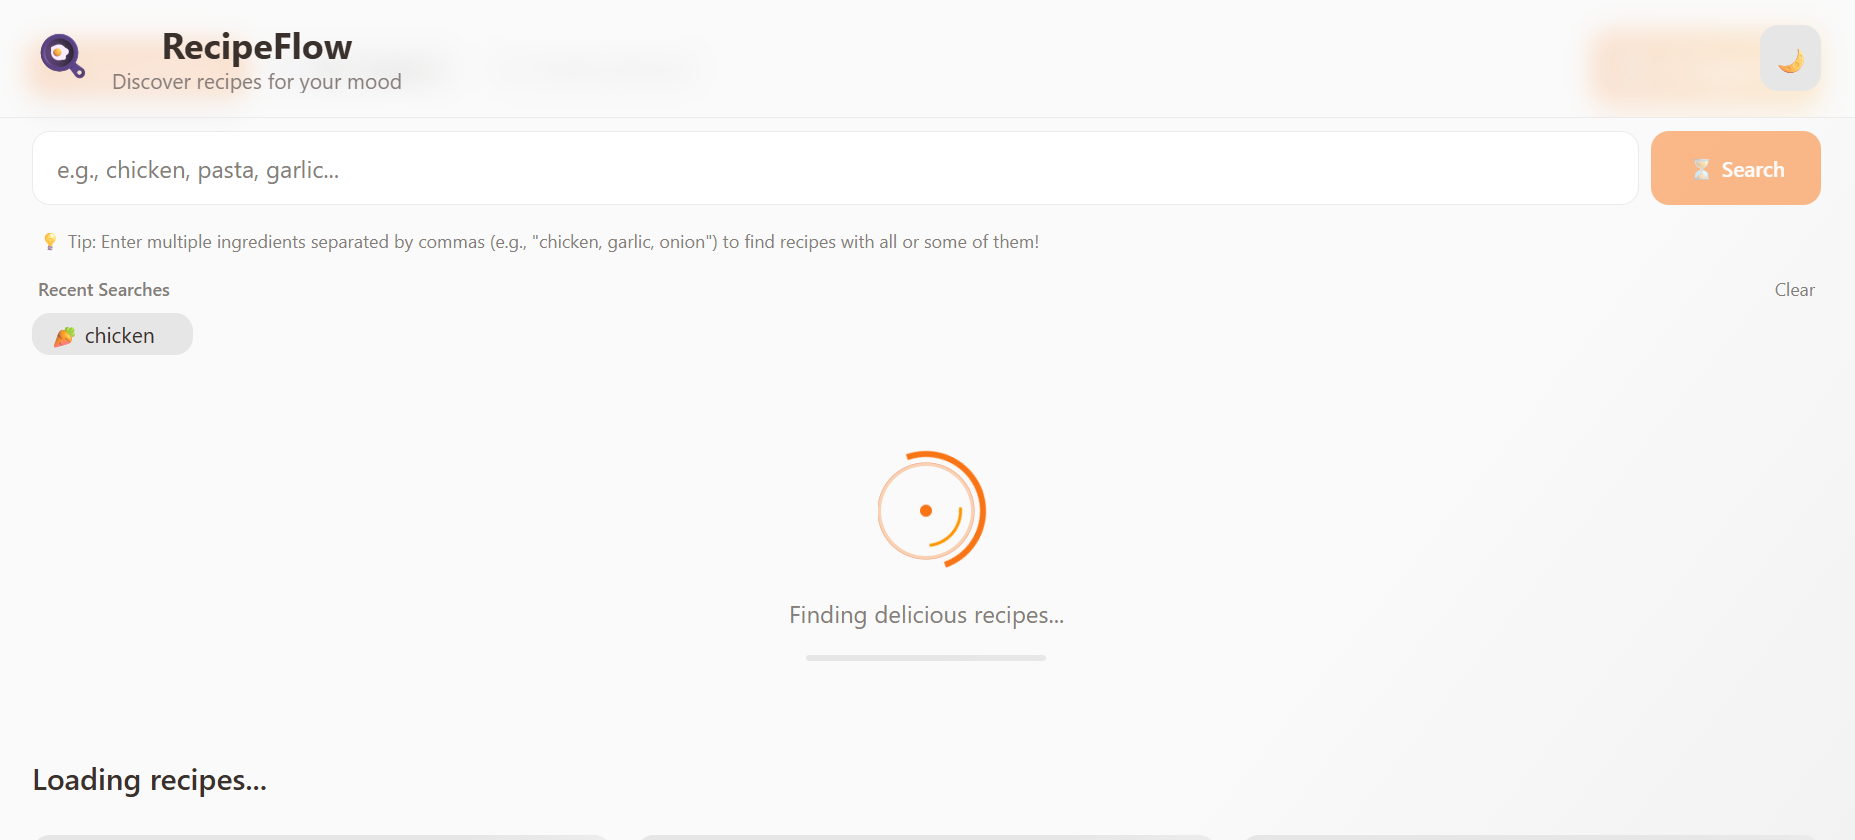 RecipeFlow
Discover recipes for your mood
e.g., chicken, pasta, garlic...
Search
Tip: Enter multiple ingredients separated by commas (e.g., "chicken, garlic, onion") to find recipes with all or some of them!
Recent Searches
Clear
chicken
Finding delicious recipes...
Loading recipes...